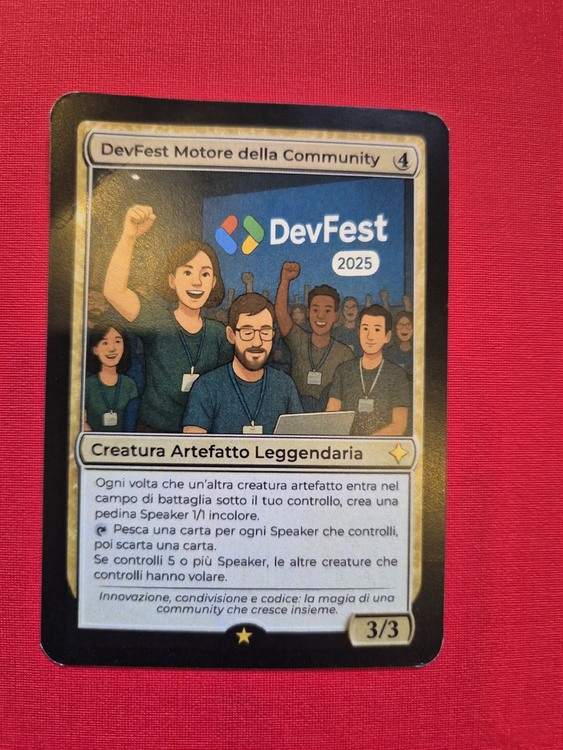 DevFest Motore della Community 4
DevFest
2025
Creatura Artefatto Leggendaria
Ogni volta che un'altra creatura artefatto entra nel
campo di battaglia sotto il tuo controllo, crea una
pedina Speaker 1/1 incolore.
Pesca una carta per ogni Speaker che controlli,
poi scarta una carta.
Se controlli 5 o più Speaker, le altre creature che
controlli hanno volare.
Innovazione, condivisione e codice: la magia di una
community che cresce insieme.
3/3